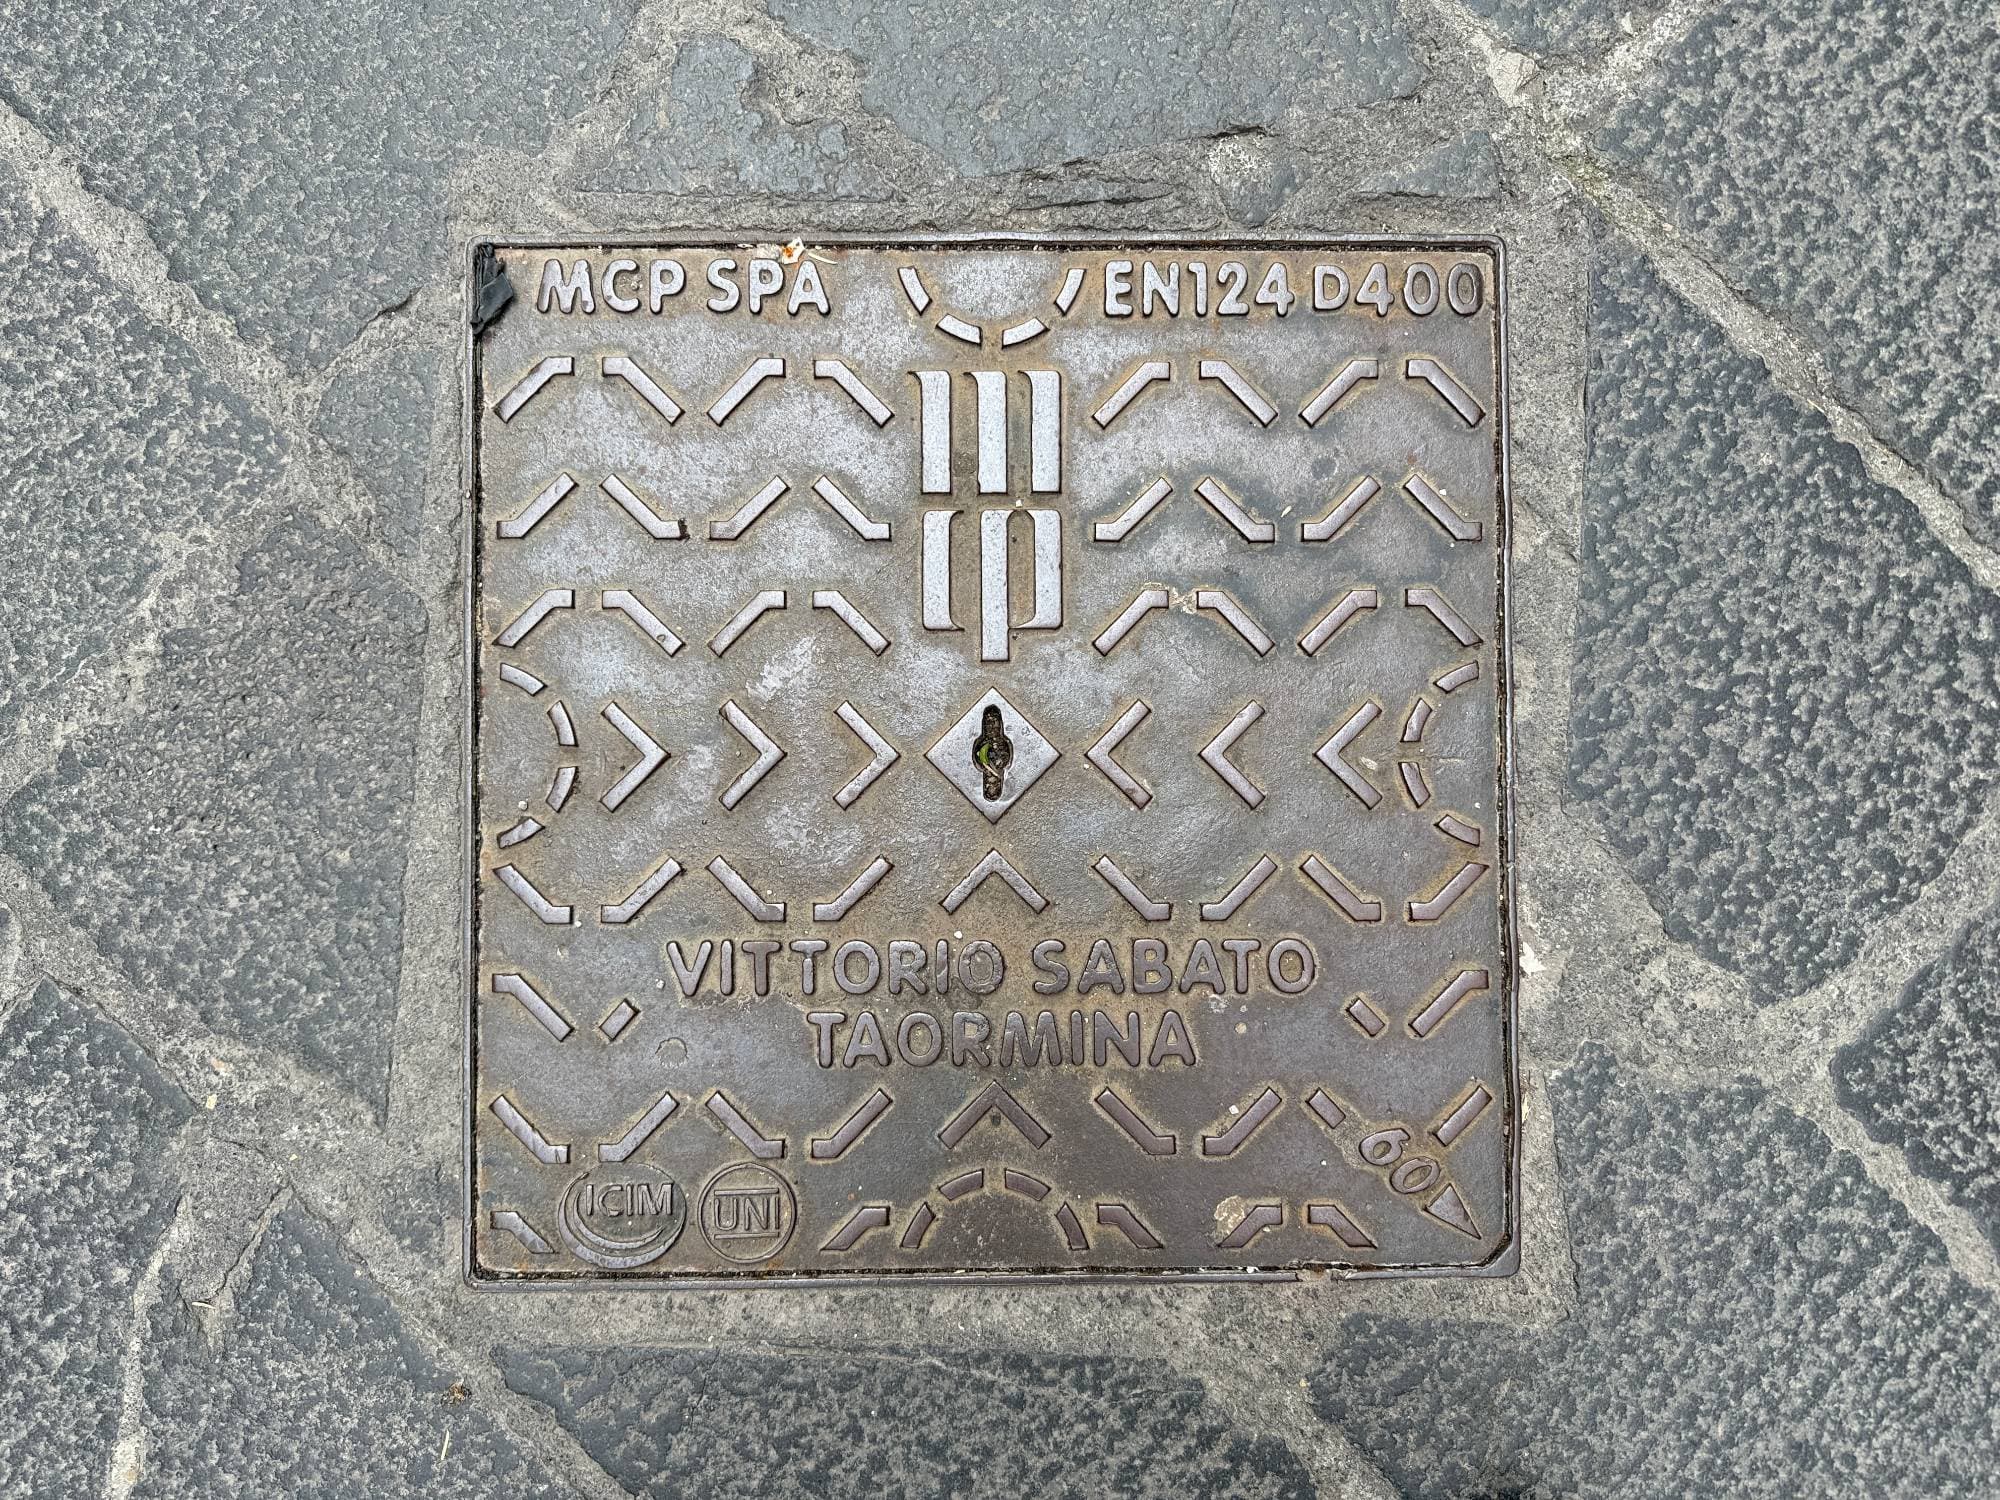 MCP SPA EN124 D400
VITTORIO SABATO
TAORMINA
60
ICIM UNI